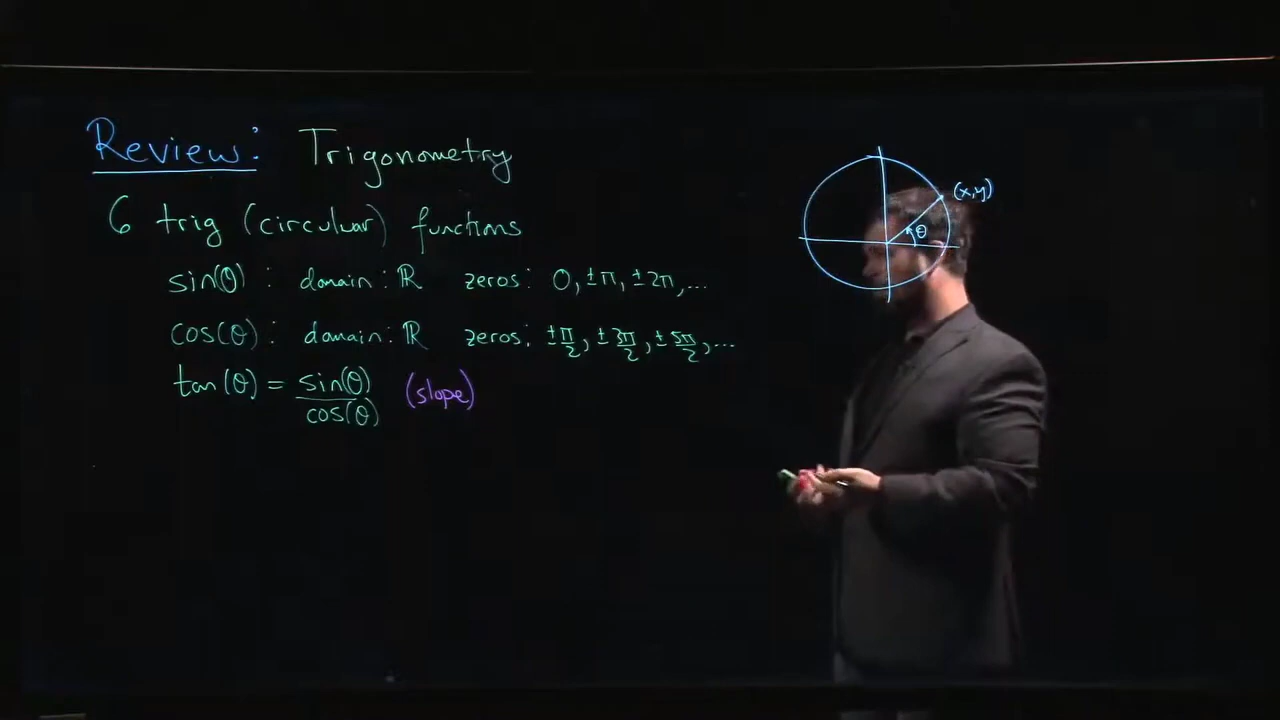 Review: Trigonometry
6 trig (circular) functions
sin(θ): domain: ℝ zeros: 0, ±π, ±2π, ...
cos(θ): domain: ℝ zeros: ±π/2, ±3π/2, ±5π/2, ...
tan(θ) = sin(θ)/cos(θ) (slope)
(x,y)
θ